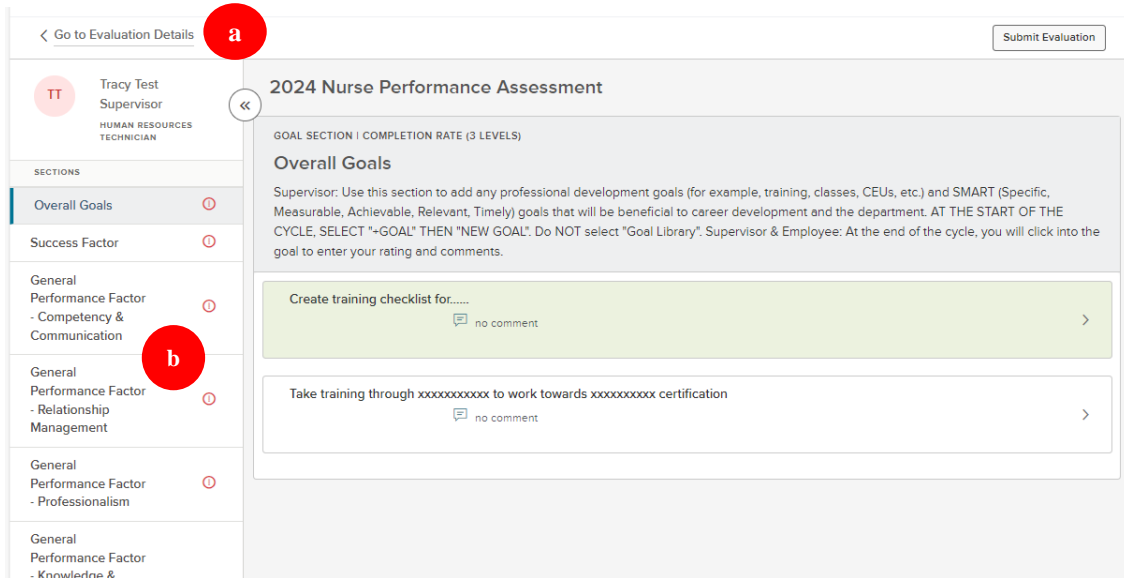 Go to Evaluation Details
a
Submit Evaluation
TT
Tracy Test
Supervisor
HUMAN RESOURCES
TECHNICIAN
SECTIONS
Overall Goals
Success Factor
General
Performance Factor
- Competency &
Communication
b
General
Performance Factor
- Relationship
Management
General
Performance Factor
- Professionalism
General
Performance Factor
- Knowledge &
2024 Nurse Performance Assessment
GOAL SECTION | COMPLETION RATE (3 LEVELS)
Overall Goals
Supervisor: Use this section to add any professional development goals (for example, training, classes, CEUs, etc.) and SMART (Specific,
Measurable, Achievable, Relevant, Timely) goals that will be beneficial to career development and the department. AT THE START OF THE
CYCLE, SELECT "+GOAL" THEN "NEW GOAL". Do NOT select "Goal Library". Supervisor & Employee: At the end of the cycle, you will click into the
goal to enter your rating and comments.
Create training checklist for......
no comment
Take training through xxxxxxxxxxx to work towards xxxxxxxxxx certification
no comment